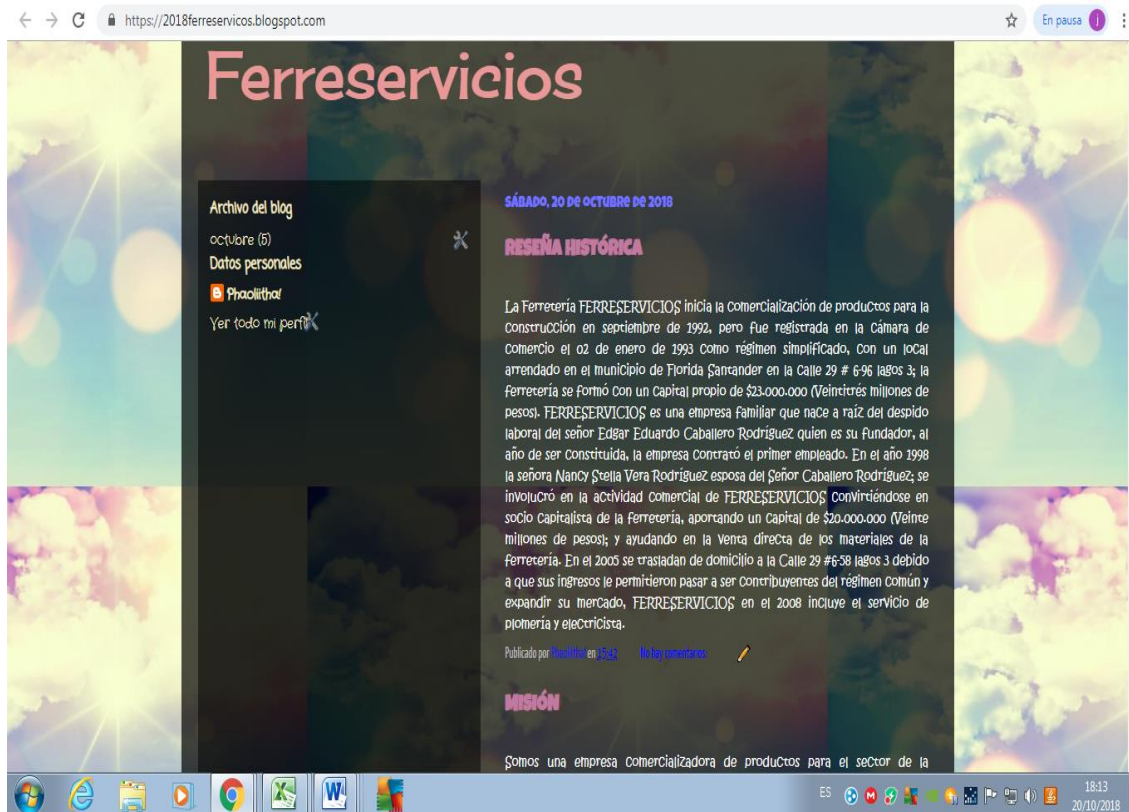 https://2018ferreservicos.blogspot.com
En pausa
j
Ferreservicios
Archivo del blog
octubre (5)
Datos personales
Phaoliitha!
Ver todo mi perfil
SÁBADO, 20 DE OCTUBRE DE 2018
RESEÑA HISTÓRICA
La Ferretería FERRESERVICIOS inicia la comercialización de productos para la
construcción en septiembre de 1992, pero fue registrada en la Cámara de
Comercio el 02 de enero de 1993 como régimen simplificado, con un local
arrendado en el municipio de Florida Santander en la Calle 29 # 6-96 lagos 3; la
ferretería se formó con un capital propio de $23.000.000 (Veintitrés millones de
pesos). FERRESERVICIOS es una empresa familiar que nace a raíz del despido
laboral del señor Edgar Eduardo Caballero Rodríguez quien es su fundador, al
año de ser constituida, la empresa contrató el primer empleado. En el año 1998
la señora Nancy Stella Vera Rodríguez esposa del Señor Caballero Rodríguez; se
involucró en la actividad comercial de FERRESERVICIOS convirtiéndose en
socio capitalista de la ferretería, aportando un capital de $20.000.000 (Veinte
millones de pesos); y ayudando en la venta directa de los materiales de la
ferretería. En el 2005 se trasladan de domicilio a la Calle 29 #6-58 lagos 3 debido
a que sus ingresos le permitieron pasar a ser contribuyentes del régimen común y
expandir su mercado, FERRESERVICIOS en el 2008 incluye el servicio de
plomería y electricista.
Publicado por Phaoliitha! en 15:42 No hay comentarios:
MISIÓN
Somos una empresa comercializadora de productos para el sector de la
ES
18:13
20/10/2018